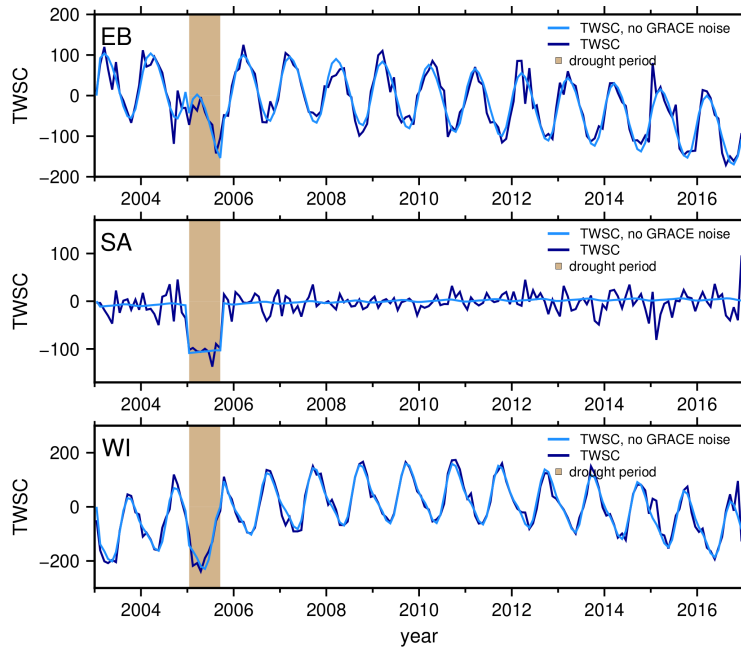 200
100
0
−100
−200
TWSC
EB
TWSC, no GRACE noise
TWSC
drought period
2004 2006 2008 2010 2012 2014 2016
100
0
−100
TWSC
SA
TWSC, no GRACE noise
TWSC
drought period
2004 2006 2008 2010 2012 2014 2016
200
0
−200
TWSC
WI
TWSC, no GRACE noise
TWSC
drought period
2004 2006 2008 2010 2012 2014 2016
year